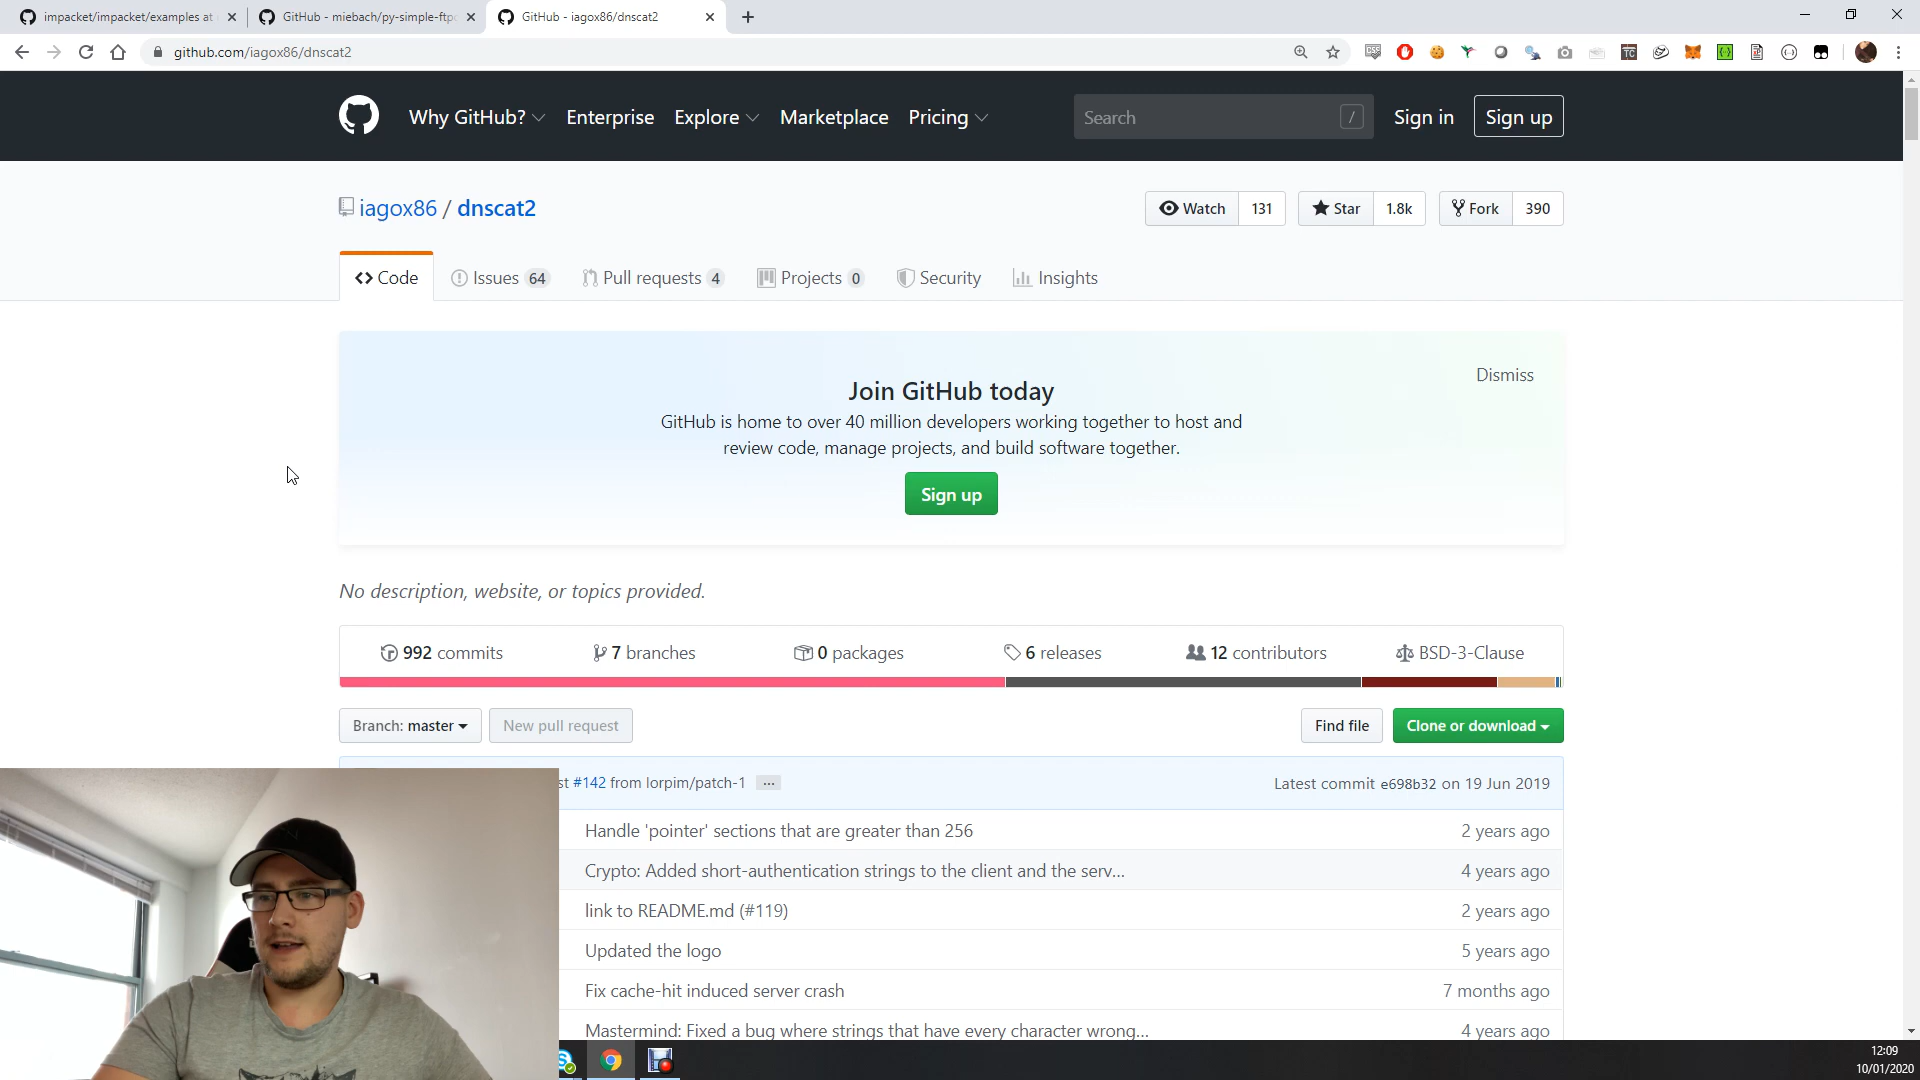 impacket/impacket/examples at
GitHub - miebach/py-simple-ftp
GitHub - iagox86/dnscat2
github.com/iagox86/dnscat2
Why GitHub?
Enterprise
Explore
Marketplace
Pricing
Search
/
Sign in
Sign up
iagox86 / dnscat2
Watch 131
Star 1.8k
Fork 390
Code
Issues 64
Pull requests 4
Projects 0
Security
Insights
Join GitHub today
Dismiss
GitHub is home to over 40 million developers working together to host and
review code, manage projects, and build software together.
Sign up
No description, website, or topics provided.
992 commits
7 branches
0 packages
6 releases
12 contributors
BSD-3-Clause
Branch: master
New pull request
Find file
Clone or download
st #142 from lorpim/patch-1 ...
Latest commit e698b32 on 19 Jun 2019
Handle 'pointer' sections that are greater than 256
2 years ago
Crypto: Added short-authentication strings to the client and the serv...
4 years ago
link to README.md (#119)
2 years ago
Updated the logo
5 years ago
Fix cache-hit induced server crash
7 months ago
Mastermind: Fixed a bug where strings that have every character wrong...
4 years ago
12:09
10/01/2020